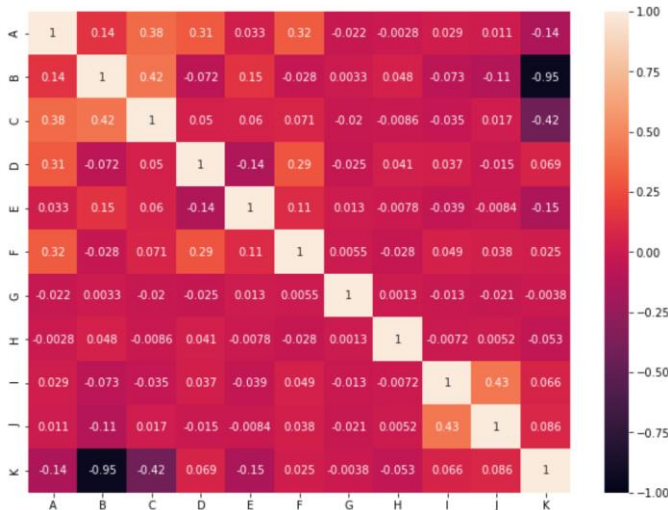 A 1 0.14 0.38 0.31 0.033 0.32 -0.022 -0.0028 0.029 0.011 -0.14
B 0.14 1 0.42 -0.072 0.15 -0.028 0.0033 0.048 -0.073 -0.11 -0.95
C 0.38 0.42 1 0.05 0.06 0.071 -0.02 -0.0086 -0.035 0.017 -0.42
D 0.31 -0.072 0.05 1 -0.14 0.29 -0.025 0.041 0.037 -0.015 0.069
E 0.033 0.15 0.06 -0.14 1 0.11 0.013 -0.0078 -0.039 -0.0084 -0.15
F 0.32 -0.028 0.071 0.29 0.11 1 0.0055 -0.028 0.049 0.038 0.025
G -0.022 0.0033 -0.02 -0.025 0.013 0.0055 1 0.0013 -0.013 -0.021 -0.0038
H -0.0028 0.048 -0.0086 0.041 -0.0078 -0.028 0.0013 1 -0.0072 0.0052 -0.053
I 0.029 -0.073 -0.035 0.037 -0.039 0.049 -0.013 -0.0072 1 0.43 0.066
J 0.011 -0.11 0.017 -0.015 -0.0084 0.038 -0.021 0.0052 0.43 1 0.086
K -0.14 -0.95 -0.42 0.069 -0.15 0.025 -0.0038 -0.053 0.066 0.086 1
A B C D E F G H I J K
1.00
0.75
0.50
0.25
0.00
-0.25
-0.50
-0.75
-1.00